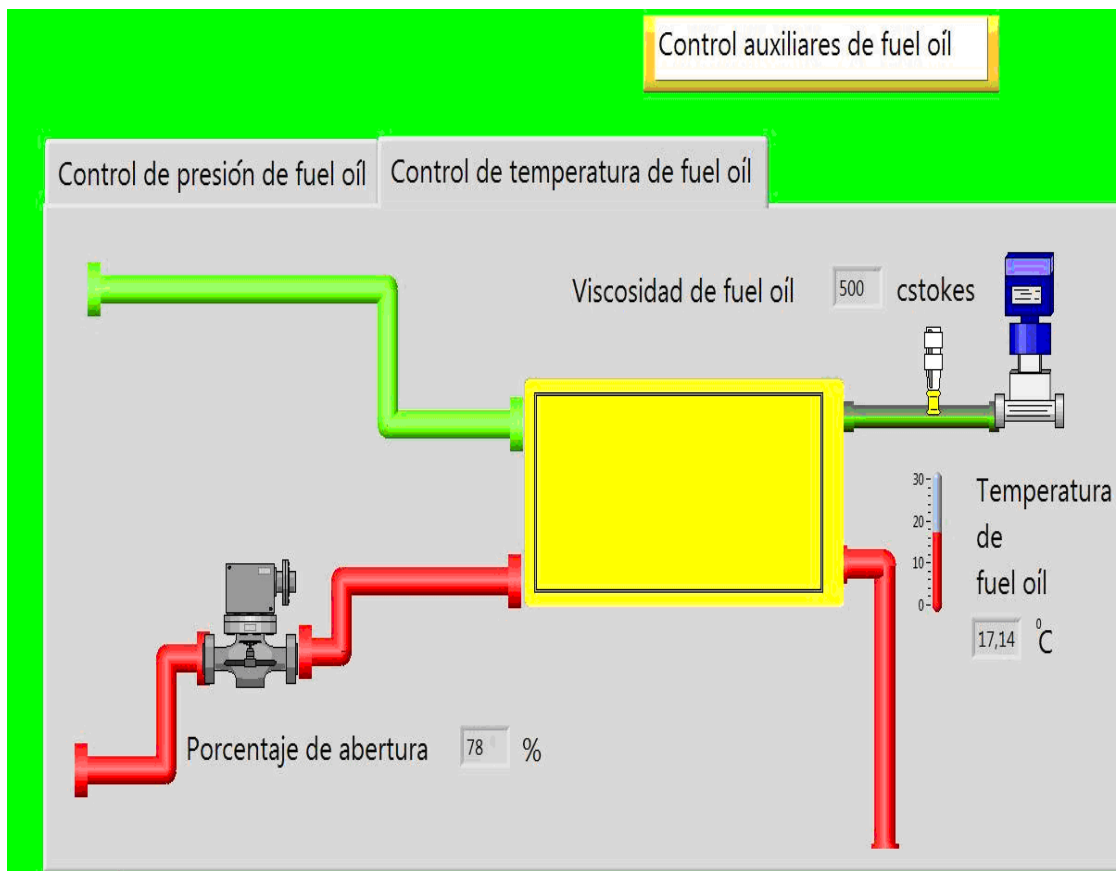 Control auxiliares de fuel oíl
Control de presión de fuel oíl
Control de temperatura de fuel oíl
Viscosidad de fuel oíl 500 cstokes
30
20
10
0
Temperatura
de
fuel oíl
17,14 °C
Porcentaje de abertura 78 %